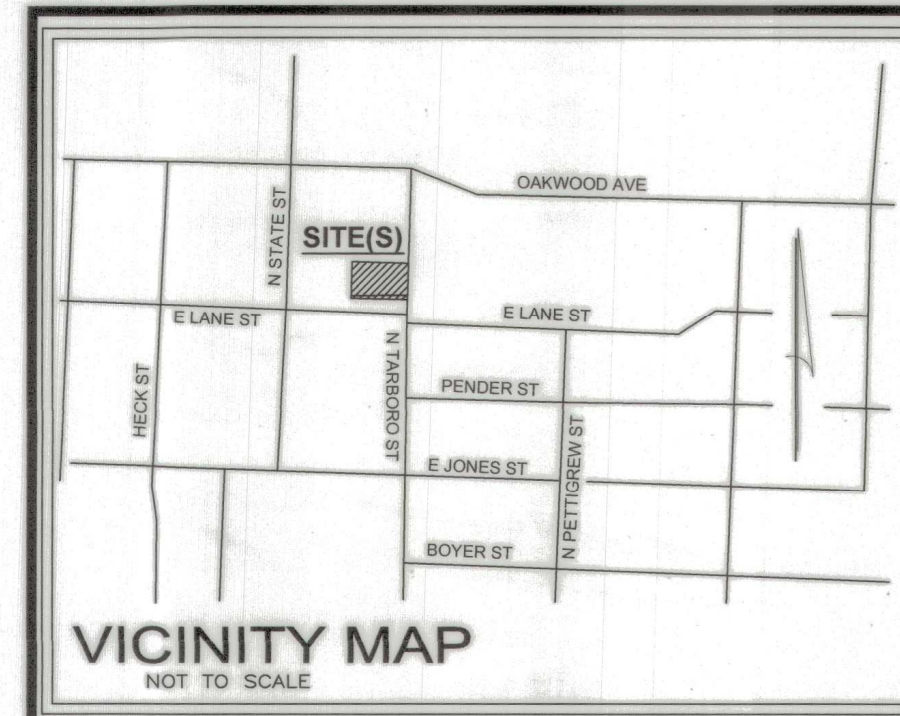 OAKWOOD AVE
N STATE ST
SITE(S)
E LANE ST
E LANE ST
N TARBORO ST
HECK ST
PENDER ST
N PETTIGREW ST
E JONES ST
BOYER ST
VICINITY MAP
NOT TO SCALE